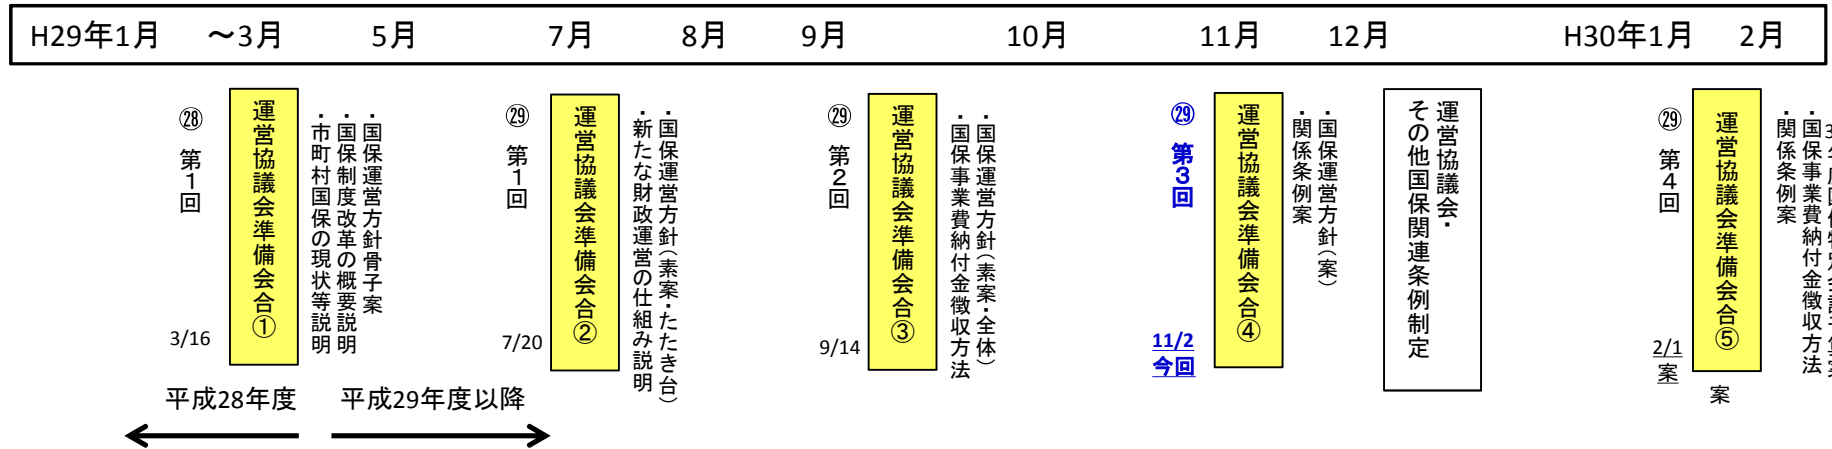 H29年1月 ～3月 5月 7月 8月 9月 10月 11月 12月 H30年1月 2月
㉘ 第1回
3/16
運営協議会準備会合①
・国保運営方針骨子案
・国保制度改革の概要説明
・市町村国保の現状等説明
㉙ 第1回
7/20
運営協議会準備会合②
・国保運営方針（素案・たたき台）
・新たな財政運営の仕組み説明
㉙ 第2回
9/14
運営協議会準備会合③
・国保運営方針（素案・全体）
・国保事業費納付金徴収方法
㉙ 第3回
11/2
今回
運営協議会準備会合④
・国保運営方針（案）
・関係条例案
運営協議会・
その他国保関連条例制定
㉙ 第4回
2/1
案
運営協議会準備会合⑤
案
・国保事業費納付金徴収方法
・関係条例案
平成28年度 平成29年度以降